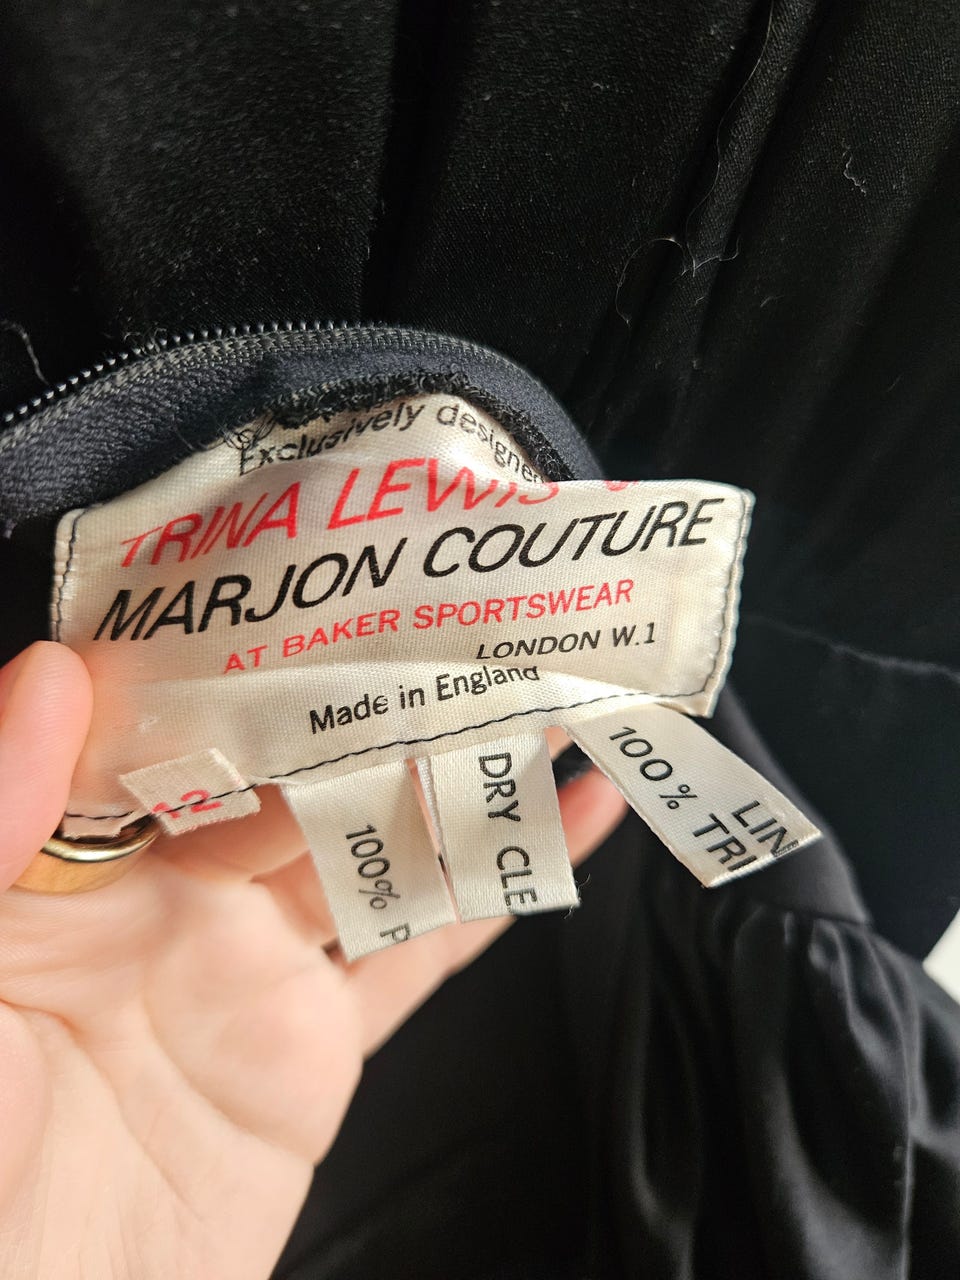 Exclusively designed
TRINA LEWIS
MARJON COUTURE
AT BAKER SPORTSWEAR
LONDON W.1
Made in England
12
100% P
DRY CLE
100% TRI
LIN